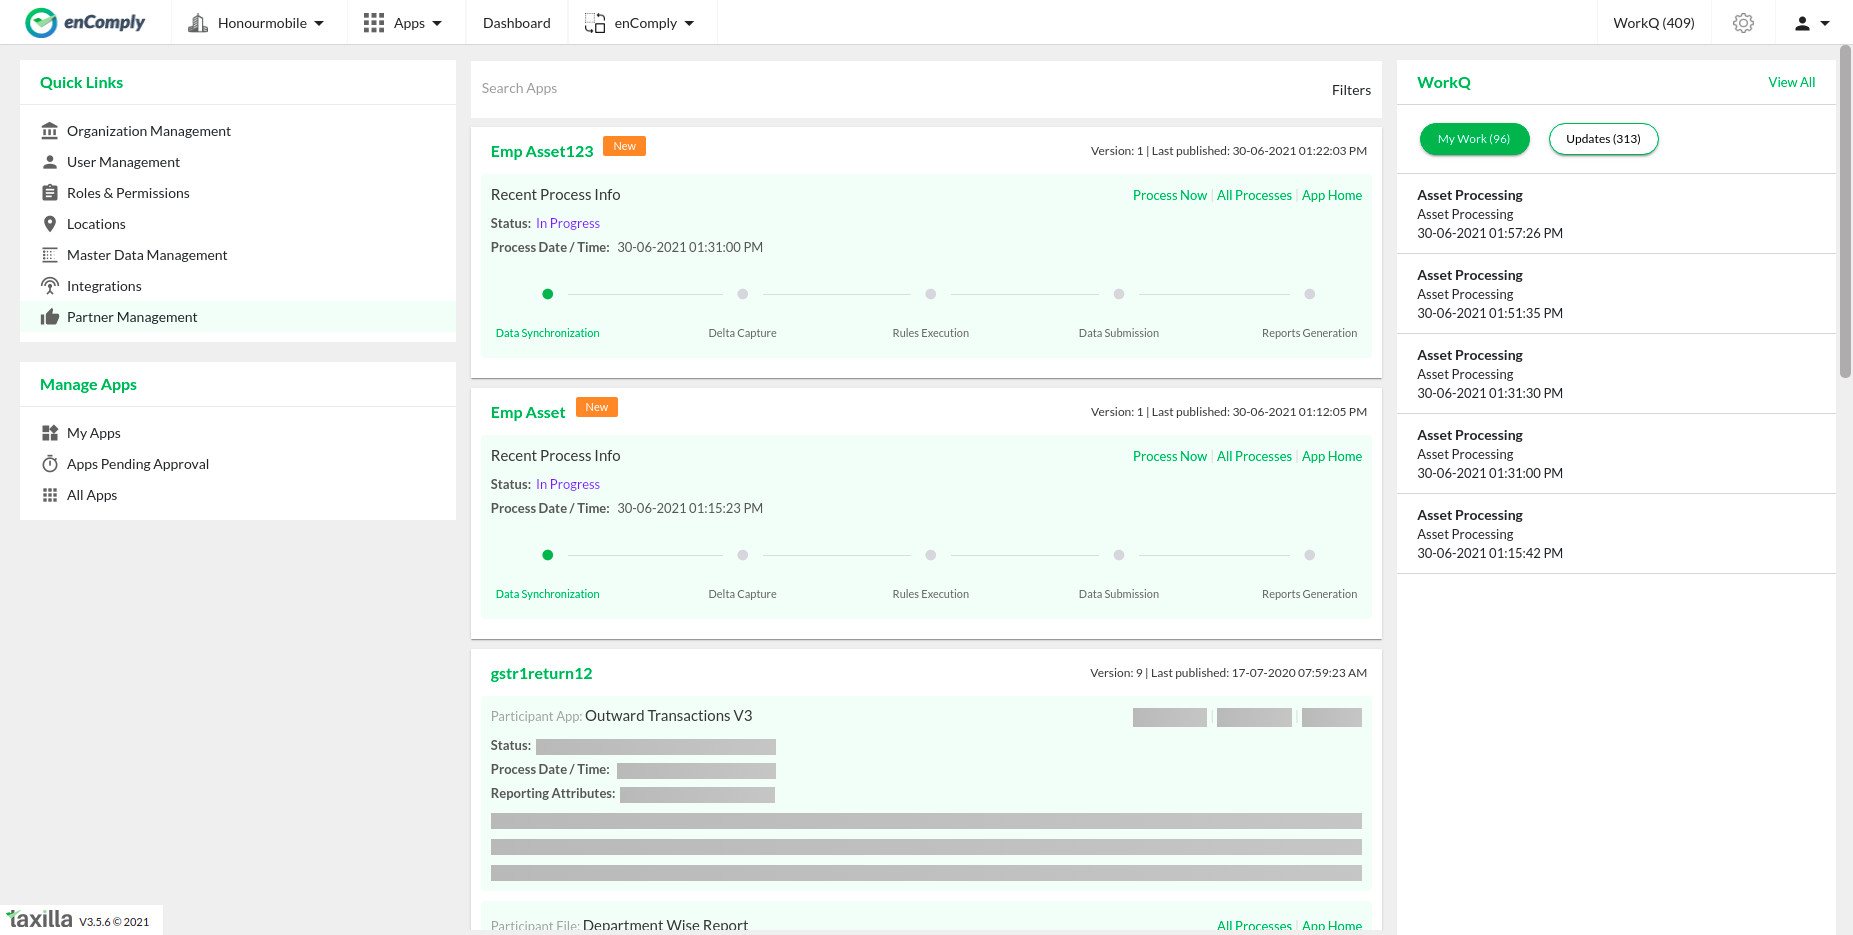 enComply
Honourmobile
Apps
Dashboard
enComply
WorkQ (409)
Quick Links
Organization Management
User Management
Roles & Permissions
Locations
Master Data Management
Integrations
Partner Management
Manage Apps
My Apps
Apps Pending Approval
All Apps
taxilla V3.5.6 © 2021
Search Apps
Filters
Emp Asset123 New Version: 1 | Last published: 30-06-2021 01:22:03 PM
Recent Process Info Process Now | All Processes | App Home
Status: In Progress
Process Date / Time: 30-06-2021 01:31:00 PM
Data Synchronization Delta Capture Rules Execution Data Submission Reports Generation
Emp Asset New Version: 1 | Last published: 30-06-2021 01:12:05 PM
Recent Process Info Process Now | All Processes | App Home
Status: In Progress
Process Date / Time: 30-06-2021 01:15:23 PM
Data Synchronization Delta Capture Rules Execution Data Submission Reports Generation
gstr1return12 Version: 9 | Last published: 17-07-2020 07:59:23 AM
Participant App: Outward Transactions V3
Status:
Process Date / Time:
Reporting Attributes:
Participant File: Department Wise Report All Processes | App Home
WorkQ View All
My Work (96) Updates (313)
Asset Processing
Asset Processing
30-06-2021 01:57:26 PM
Asset Processing
Asset Processing
30-06-2021 01:51:35 PM
Asset Processing
Asset Processing
30-06-2021 01:31:30 PM
Asset Processing
Asset Processing
30-06-2021 01:31:00 PM
Asset Processing
Asset Processing
30-06-2021 01:15:42 PM